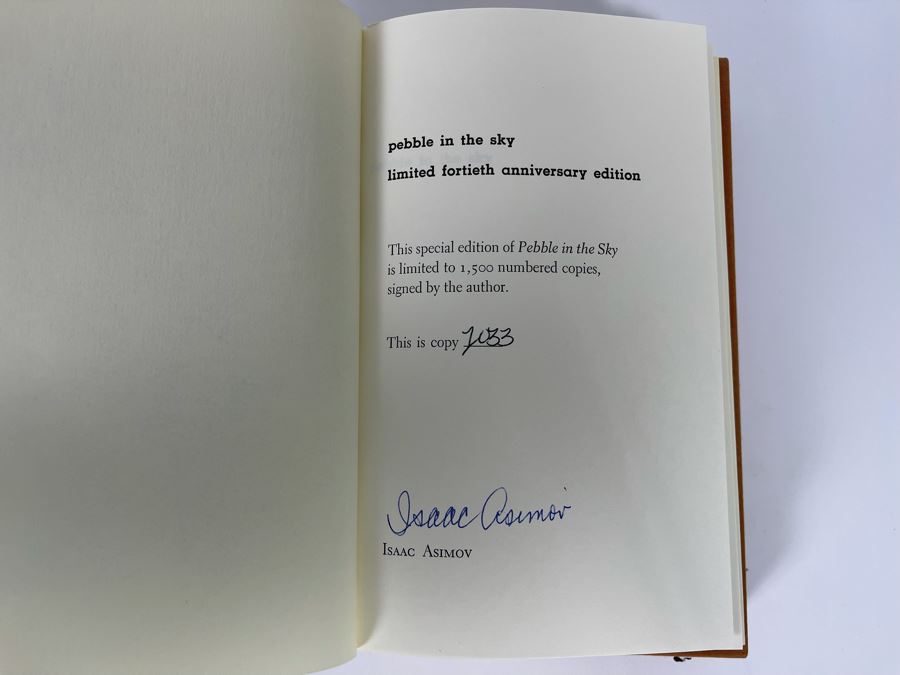 pebble in the sky
limited fortieth anniversary edition
This special edition of Pebble in the Sky
is limited to 1,500 numbered copies,
signed by the author.
This is copy 1033
Isaac Asimov
Isaac Asimov